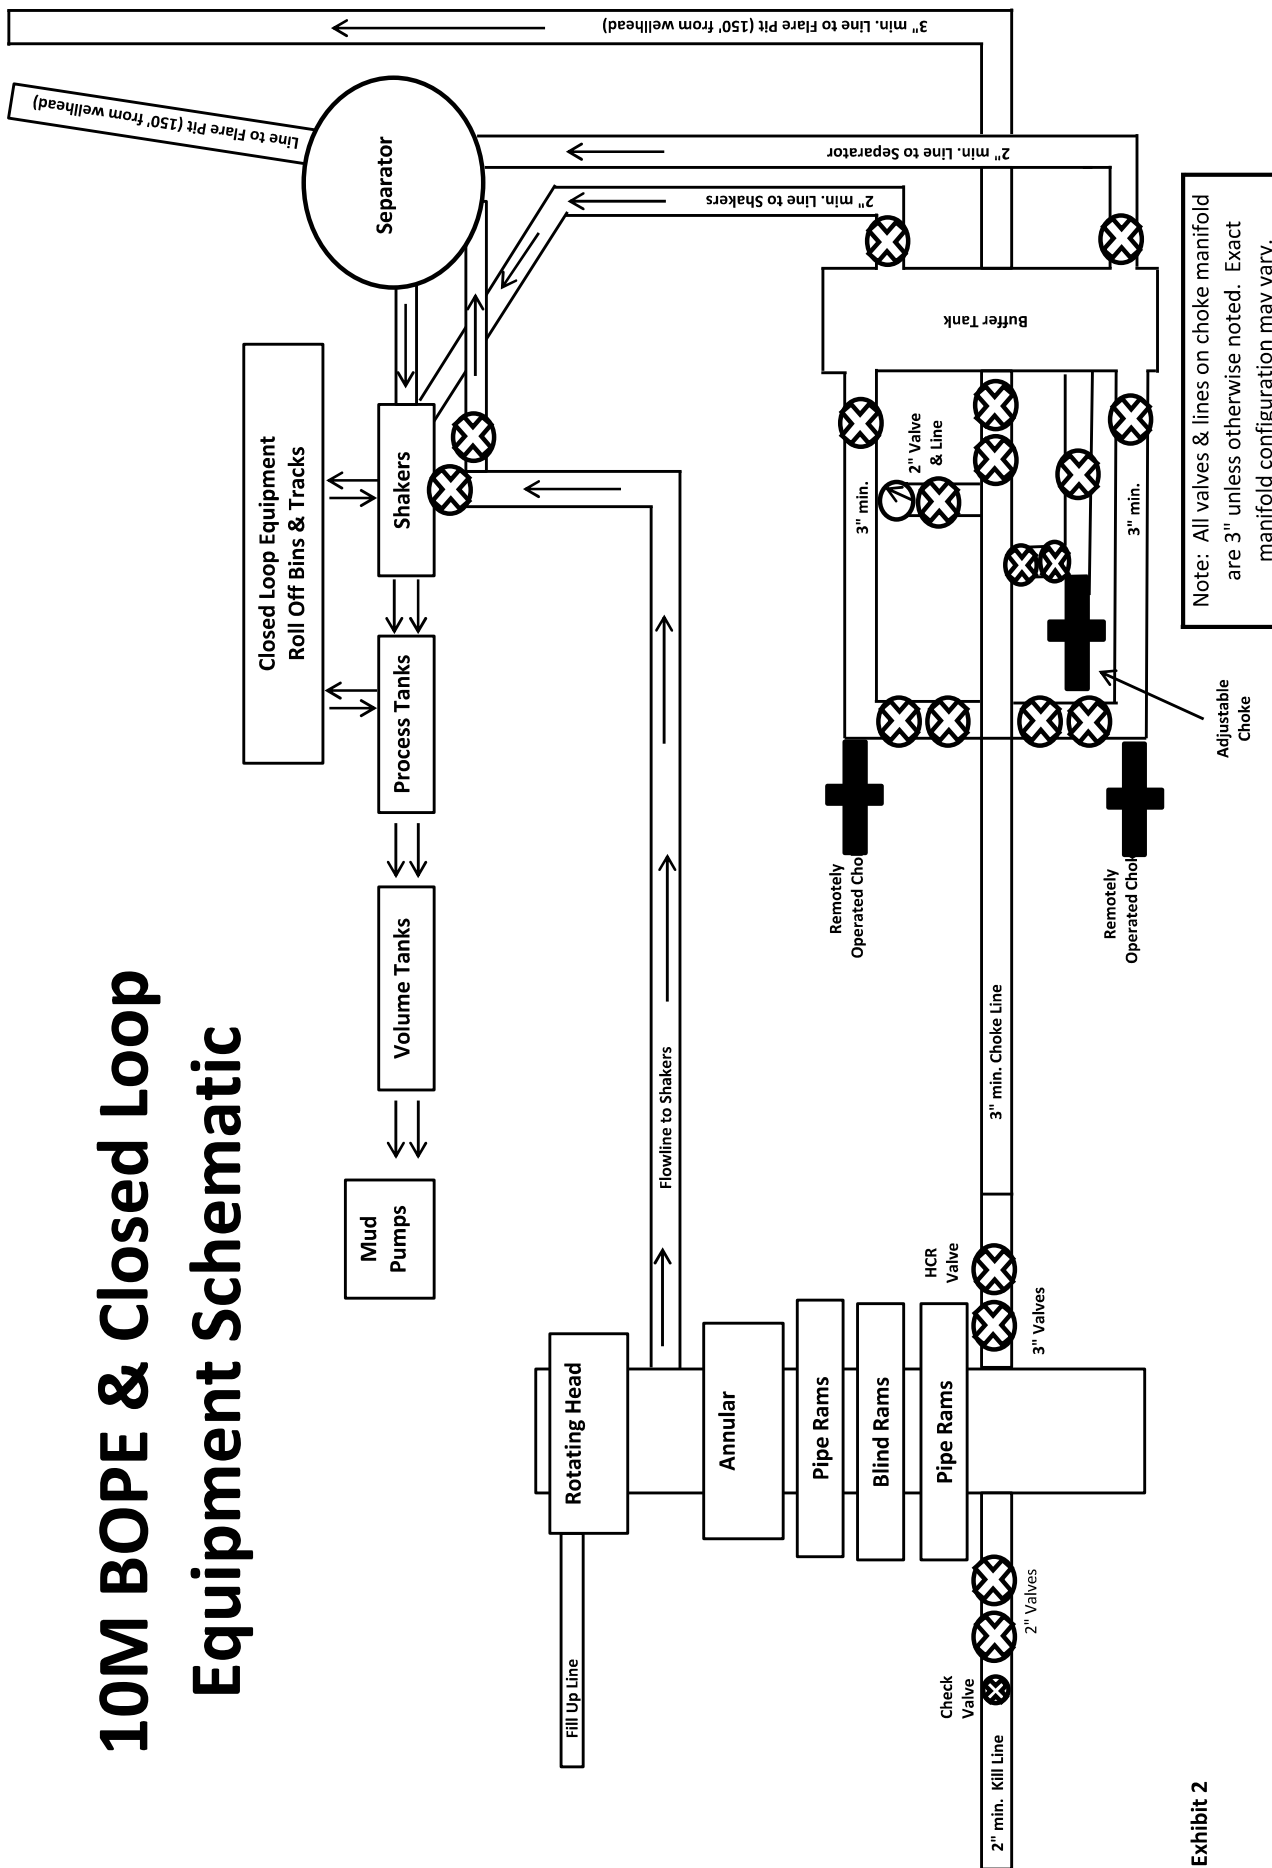 10M BOPE & Closed Loop
Equipment Schematic
Mud
Pumps
Volume Tanks
Process Tanks
Shakers
Closed Loop Equipment
Roll Off Bins & Tracks
Separator
Line to Flare Pit (150' from wellhead)
3" min. Line to Flare Pit (150' from wellhead)
2" min. Line to Separator
2" min. Line to Shakers
Fill Up Line
Rotating Head
Flowline to Shakers
Annular
Pipe Rams
Blind Rams
Pipe Rams
HCR
Valve
3" Valves
2" Valves
Check
Valve
2" min. Kill Line
3" min. Choke Line
Remotely
Operated Cho
Remotely
Operated Chok
Adjustable
Choke
3" min.
2" Valve
& Line
3" min.
Buffer Tank
Note: All valves & lines on choke manifold
are 3" unless otherwise noted. Exact
manifold configuration may vary.
Exhibit 2